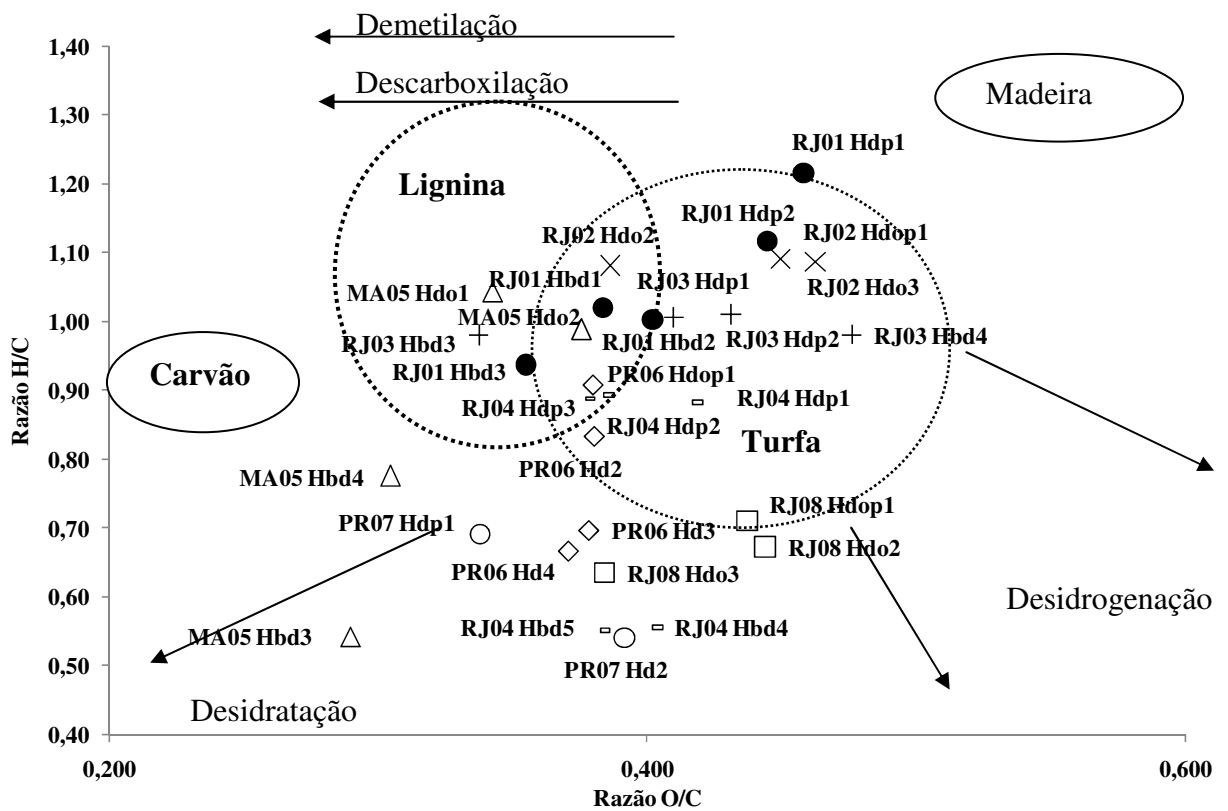 Demetilação
1,40
Descarboxilação
1,30
Madeira
RJ01 Hdp1
1,20
Lignina
RJ01 Hdp2
RJ02 Hdo2
RJ02 Hdop1
1,10
RJ01 Hbd1
RJ03 Hdp1
MA05 Hdo1
RJ02 Hdo3
1,00
MA05 Hdo2
RJ03 Hbd3
RJ01 Hbd2
RJ03 Hdp2
RJ03 Hbd4
Carvão
RJ01 Hbd3
PR06 Hdop1
0,90
RJ04 Hdp3
RJ04 Hdp1
RJ04 Hdp2
Turfa
0,80
PR06 Hd2
MA05 Hbd4
RJ08 Hdop1
0,70
PR07 Hdp1
PR06 Hd3
RJ08 Hdo2
PR06 Hd4
RJ08 Hdo3
0,60
Desidrogenação
MA05 Hbd3
RJ04 Hbd5
RJ04 Hbd4
PR07 Hd2
0,50
Desidratação
0,40
0,200
0,400
0,600
Razão O/C
Razão H/C